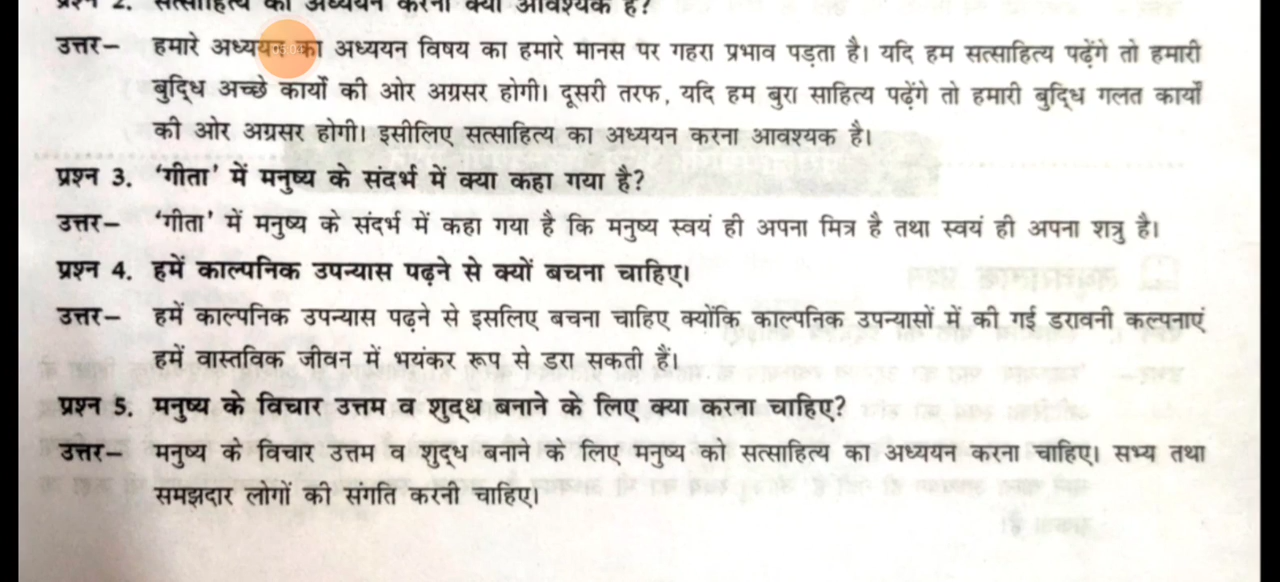 प्रश्न 2. सत्साहित्य का अध्ययन करना क्यों आवश्यक है?
उत्तर– हमारे अध्ययन का अध्ययन विषय का हमारे मानस पर गहरा प्रभाव पड़ता है। यदि हम सत्साहित्य पढ़ेंगे तो हमारी
बुद्धि अच्छे कार्यों की ओर अग्रसर होगी। दूसरी तरफ, यदि हम बुरा साहित्य पढ़ेंगे तो हमारी बुद्धि गलत कार्यों
की ओर अग्रसर होगी। इसीलिए सत्साहित्य का अध्ययन करना आवश्यक है।
प्रश्न 3. 'गीता' में मनुष्य के संदर्भ में क्या कहा गया है?
उत्तर– 'गीता' में मनुष्य के संदर्भ में कहा गया है कि मनुष्य स्वयं ही अपना मित्र है तथा स्वयं ही अपना शत्रु है।
प्रश्न 4. हमें काल्पनिक उपन्यास पढ़ने से क्यों बचना चाहिए।
उत्तर– हमें काल्पनिक उपन्यास पढ़ने से इसलिए बचना चाहिए क्योंकि काल्पनिक उपन्यासों में की गई डरावनी कल्पनाएं
हमें वास्तविक जीवन में भयंकर रूप से डरा सकती हैं।
प्रश्न 5. मनुष्य के विचार उत्तम व शुद्ध बनाने के लिए क्या करना चाहिए?
उत्तर– मनुष्य के विचार उत्तम व शुद्ध बनाने के लिए मनुष्य को सत्साहित्य का अध्ययन करना चाहिए। सभ्य तथा
समझदार लोगों की संगति करनी चाहिए।